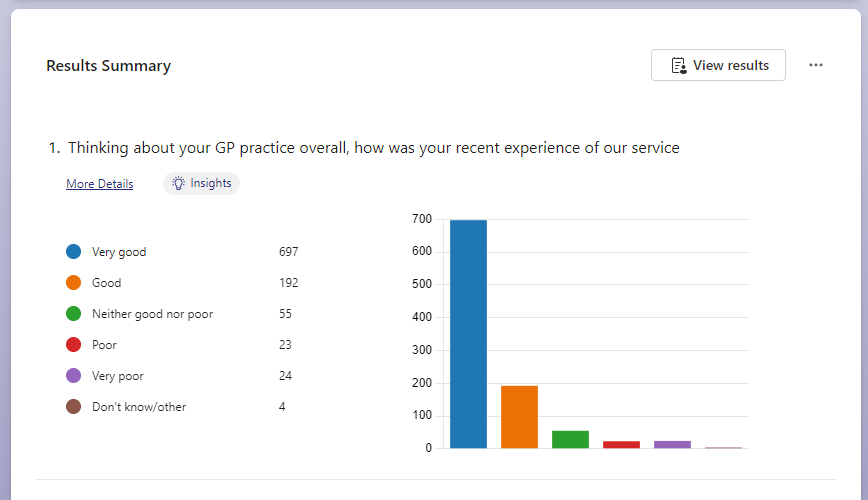 Results Summary
View results
1. Thinking about your GP practice overall, how was your recent experience of our service
More Details
Insights
Very good 697
Good 192
Neither good nor poor 55
Poor 23
Very poor 24
Don't know/other 4
700
600
500
400
300
200
100
0